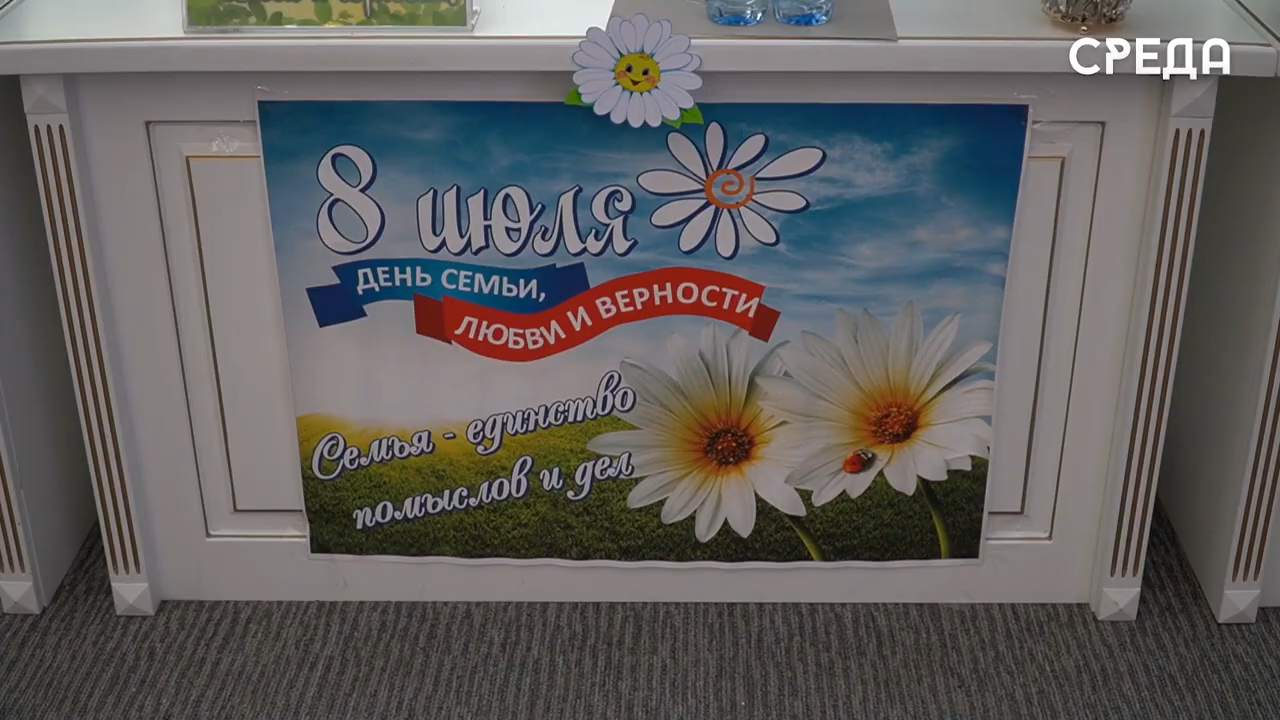 СРЕДА
8 июля
ДЕНЬ СЕМЬИ,
ЛЮБВИ И ВЕРНОСТИ
Семья - единство
помыслов и дел